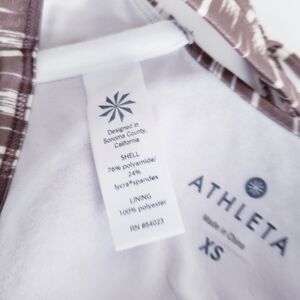 Designed in
Sonoma County,
California
SHELL
76% polyamide/
24%
lycra®spandex
LINING
100% polyester
RN #54023
ATHLETA
Made in China
XS